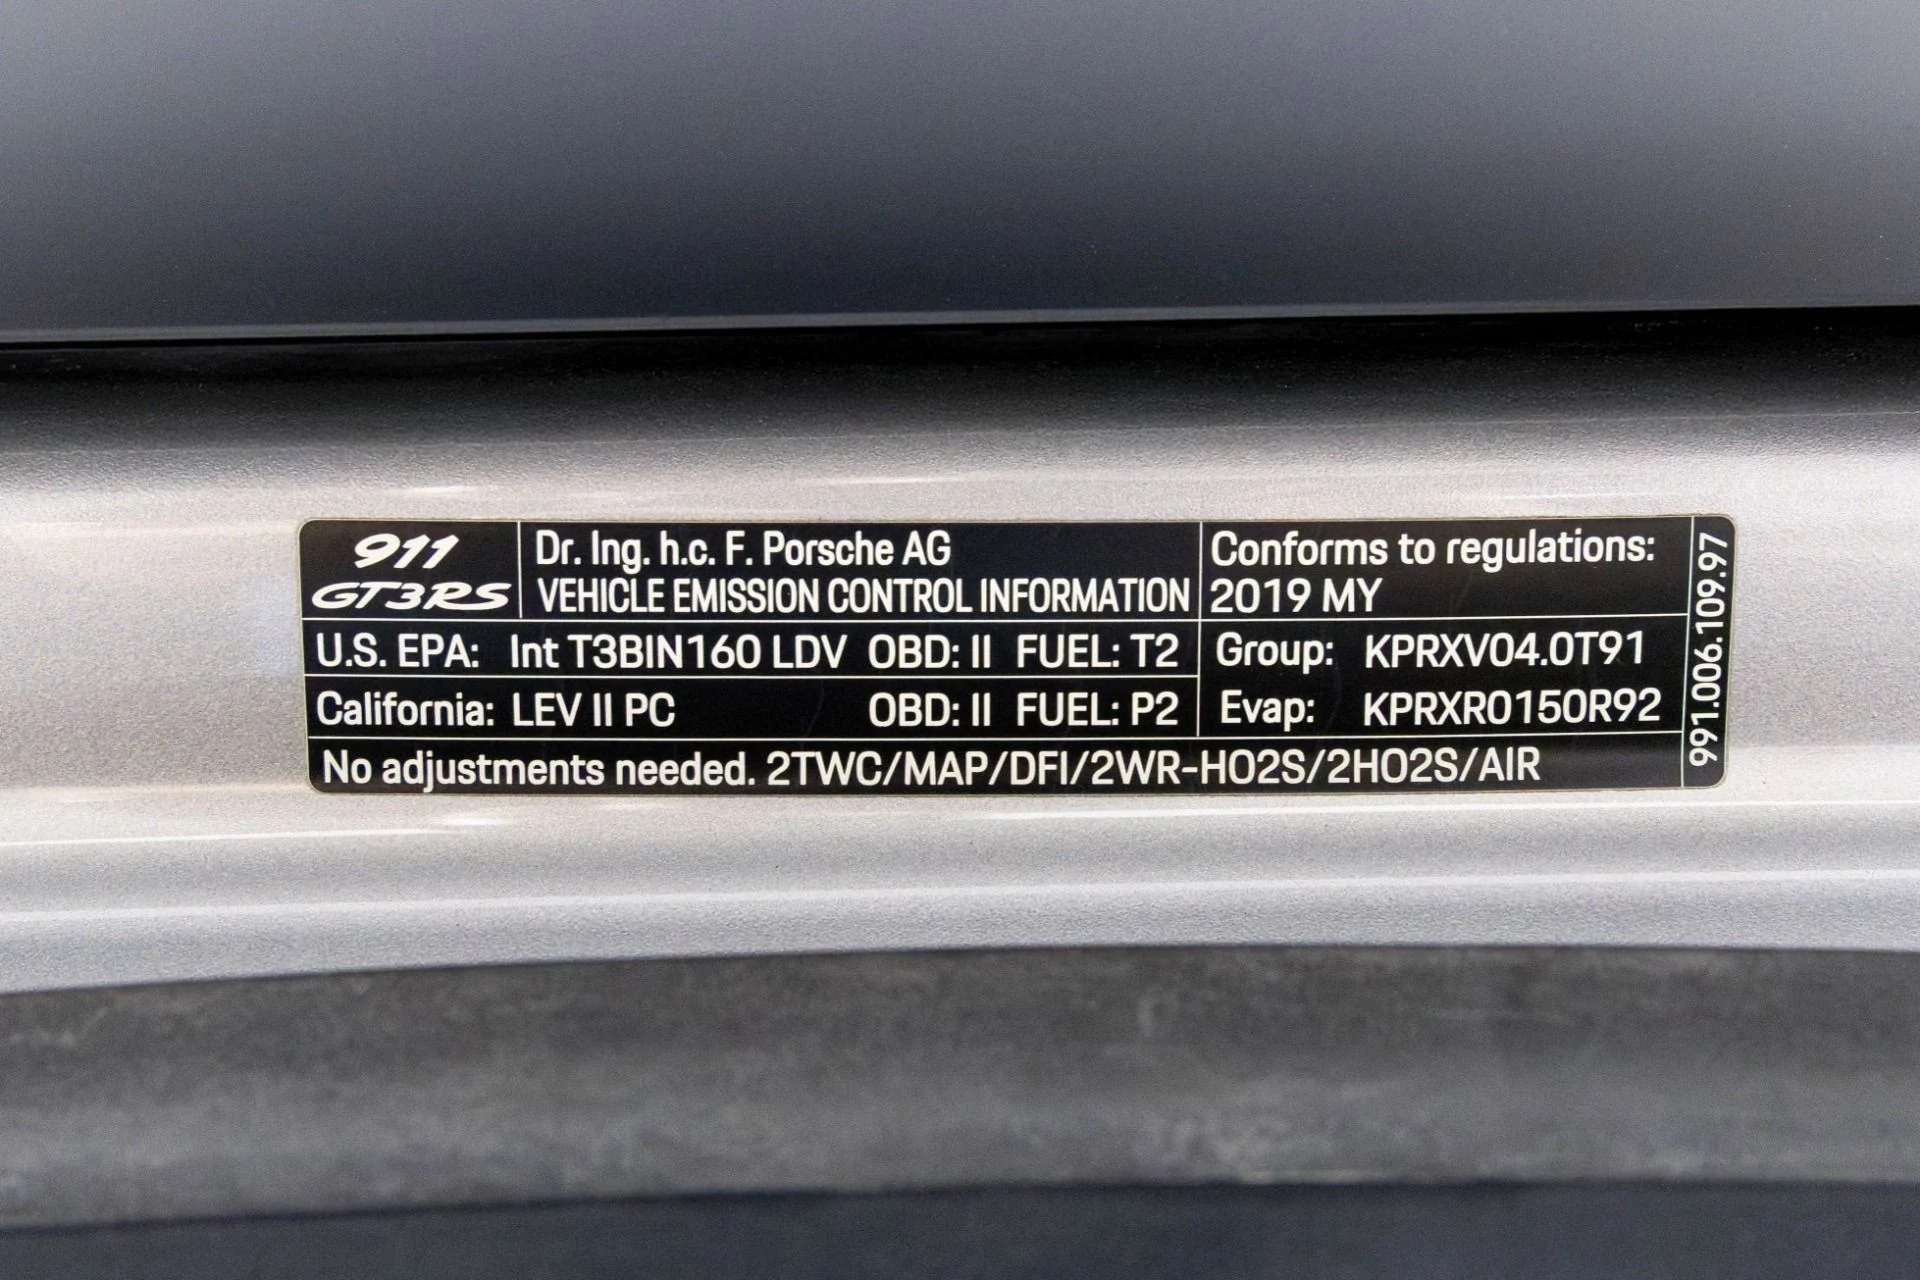 911
GT3RS
Dr. Ing. h.c. F. Porsche AG
VEHICLE EMISSION CONTROL INFORMATION
Conforms to regulations:
2019 MY
U.S. EPA: Int T3BIN160 LDV OBD: II FUEL: T2
California: LEV II PC OBD: II FUEL: P2
Group: KPRXV04.0T91
Evap: KPRXR0150R92
No adjustments needed. 2TWC/MAP/DFI/2WR-HO2S/2HO2S/AIR
991.006.109.97